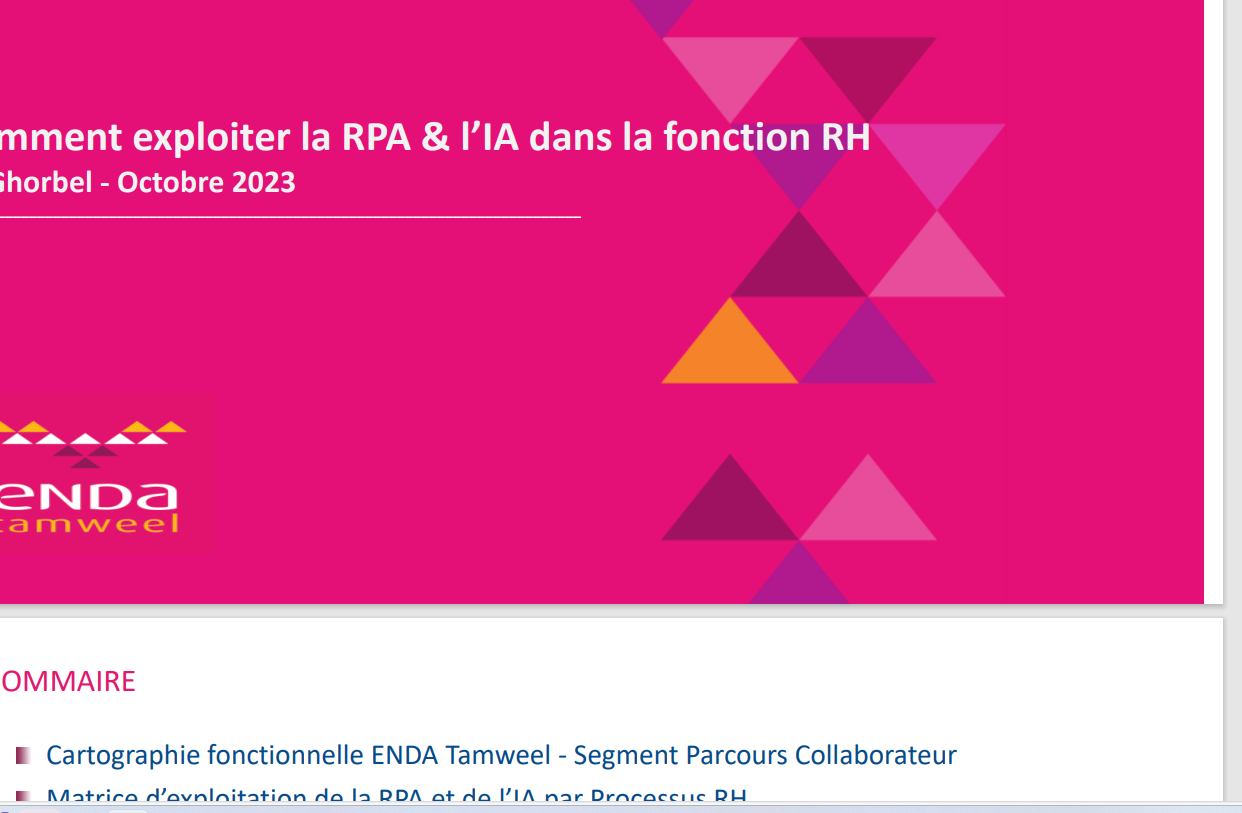 mment exploiter la RPA & l’IA dans la fonction RH
Ghorbel - Octobre 2023
eNDa
tamweel
OMMAIRE
Cartographie fonctionnelle ENDA Tamweel - Segment Parcours Collaborateur
Matrice d’exploitation de la RPA et de l’IA par Processus RH